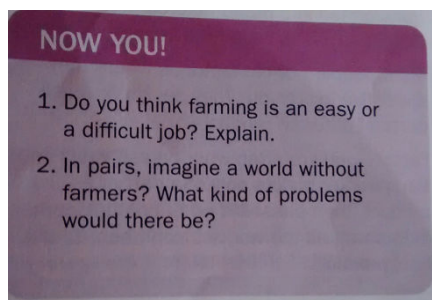 NOW YOU!
1. Do you think farming is an easy or
a difficult job? Explain.
2. In pairs, imagine a world without
farmers? What kind of problems
would there be?